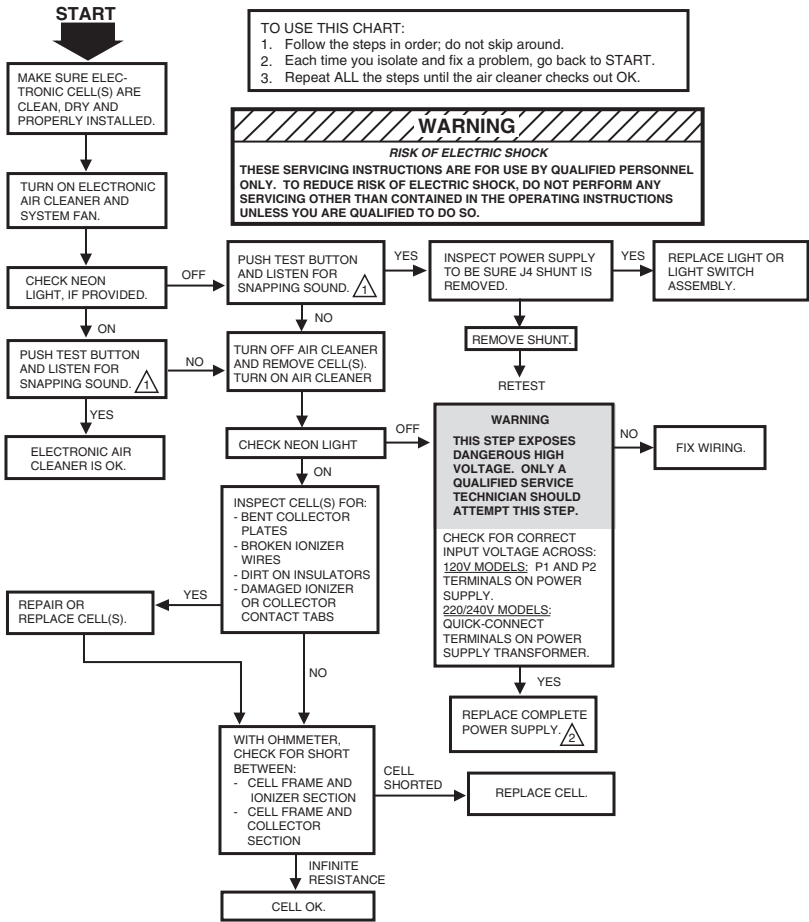 START
TO USE THIS CHART:
1. Follow the steps in order; do not skip around.
2. Each time you isolate and fix a problem, go back to START.
3. Repeat ALL the steps until the air cleaner checks out OK.
MAKE SURE ELEC-
TRONIC CELL(S) ARE
CLEAN, DRY AND
PROPERLY INSTALLED.
WARNING
RISK OF ELECTRIC SHOCK
THESE SERVICING INSTRUCTIONS ARE FOR USE BY QUALIFIED PERSONNEL
ONLY. TO REDUCE RISK OF ELECTRIC SHOCK, DO NOT PERFORM ANY
SERVICING OTHER THAN CONTAINED IN THE OPERATING INSTRUCTIONS
UNLESS YOU ARE QUALIFIED TO DO SO.
TURN ON ELECTRONIC
AIR CLEANER AND
SYSTEM FAN.
CHECK NEON
LIGHT, IF PROVIDED.
OFF
PUSH TEST BUTTON
AND LISTEN FOR
SNAPPING SOUND. 1
YES
INSPECT POWER SUPPLY
TO BE SURE J4 SHUNT IS
REMOVED.
YES
REPLACE LIGHT OR
LIGHT SWITCH
ASSEMBLY.
ON
NO
REMOVE SHUNT.
RETEST
PUSH TEST BUTTON
AND LISTEN FOR
SNAPPING SOUND. 1
NO
TURN OFF AIR CLEANER
AND REMOVE CELL(S).
TURN ON AIR CLEANER
YES
ELECTRONIC AIR
CLEANER IS OK.
CHECK NEON LIGHT
OFF
WARNING
THIS STEP EXPOSES
DANGEROUS HIGH
VOLTAGE. ONLY A
QUALIFIED SERVICE
TECHNICIAN SHOULD
ATTEMPT THIS STEP.
CHECK FOR CORRECT
INPUT VOLTAGE ACROSS:
120V MODELS: P1 AND P2
TERMINALS ON POWER
SUPPLY.
220/240V MODELS:
QUICK-CONNECT
TERMINALS ON POWER
SUPPLY TRANSFORMER.
NO
FIX WIRING.
YES
REPLACE COMPLETE
POWER SUPPLY. 2
ON
INSPECT CELL(S) FOR:
- BENT COLLECTOR
PLATES
- BROKEN IONIZER
WIRES
- DIRT ON INSULATORS
- DAMAGED IONIZER
OR COLLECTOR
CONTACT TABS
YES
REPAIR OR
REPLACE CELL(S).
NO
WITH OHMMETER,
CHECK FOR SHORT
BETWEEN:
- CELL FRAME AND
IONIZER SECTION
- CELL FRAME AND
COLLECTOR
SECTION
CELL
SHORTED
REPLACE CELL.
INFINITE
RESISTANCE
CELL OK.